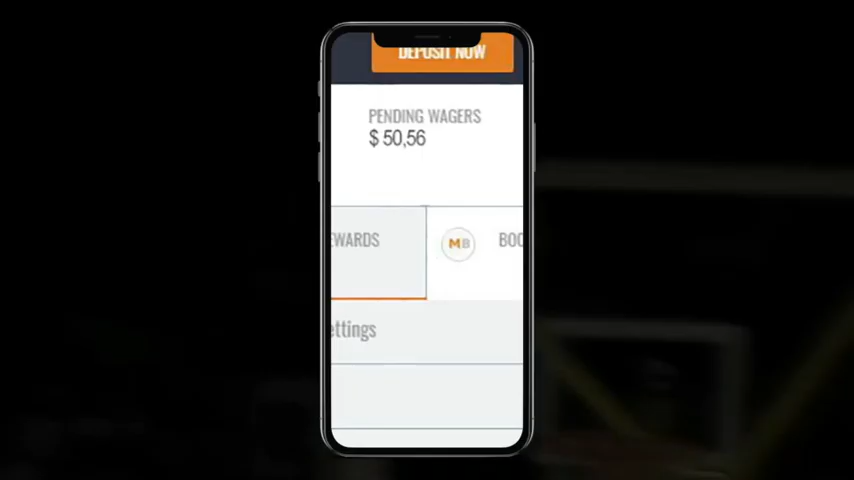 DEPOSIT NOW
PENDING WAGERS
$ 50,56
EWARDS
MB
BOO
ettings